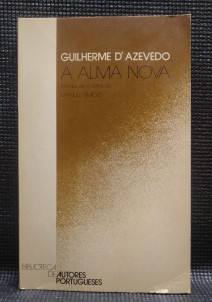 GUILHERME D'AZEVEDO
A ALMA NOVA
BIBLIOTECA
DE AUTORES
PORTUGUESES